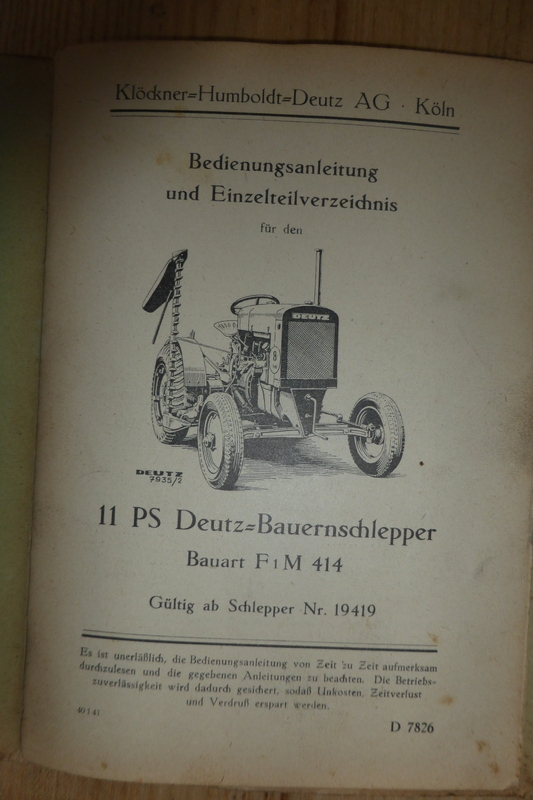 Klöckner=Humboldt=Deutz AG · Köln
Bedienungsanleitung
und Einzelteilverzeichnis
für den
DEUTZ
8
DEUTZ
7935/2
11 PS Deutz=Bauernschlepper
Bauart F1M 414
Gültig ab Schlepper Nr. 19419
Es ist unerläßlich, die Bedienungsanleitung von Zeit zu Zeit aufmerksam
durchzulesen und die gegebenen Anleitungen zu beachten. Die Betriebs-
zuverlässigkeit wird dadurch gesichert, sodaß Unkosten, Zeitverlust
und Verdruß erspart werden.
40 J 41
D 7826